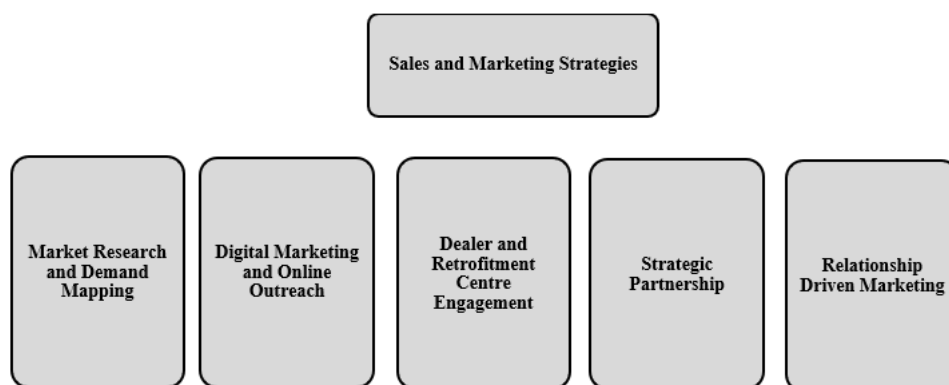 Sales and Marketing Strategies
Market Research
and Demand
Mapping
Digital Marketing
and Online
Outreach
Dealer and
Retrofitment
Centre
Engagement
Strategic
Partnership
Relationship
Driven Marketing